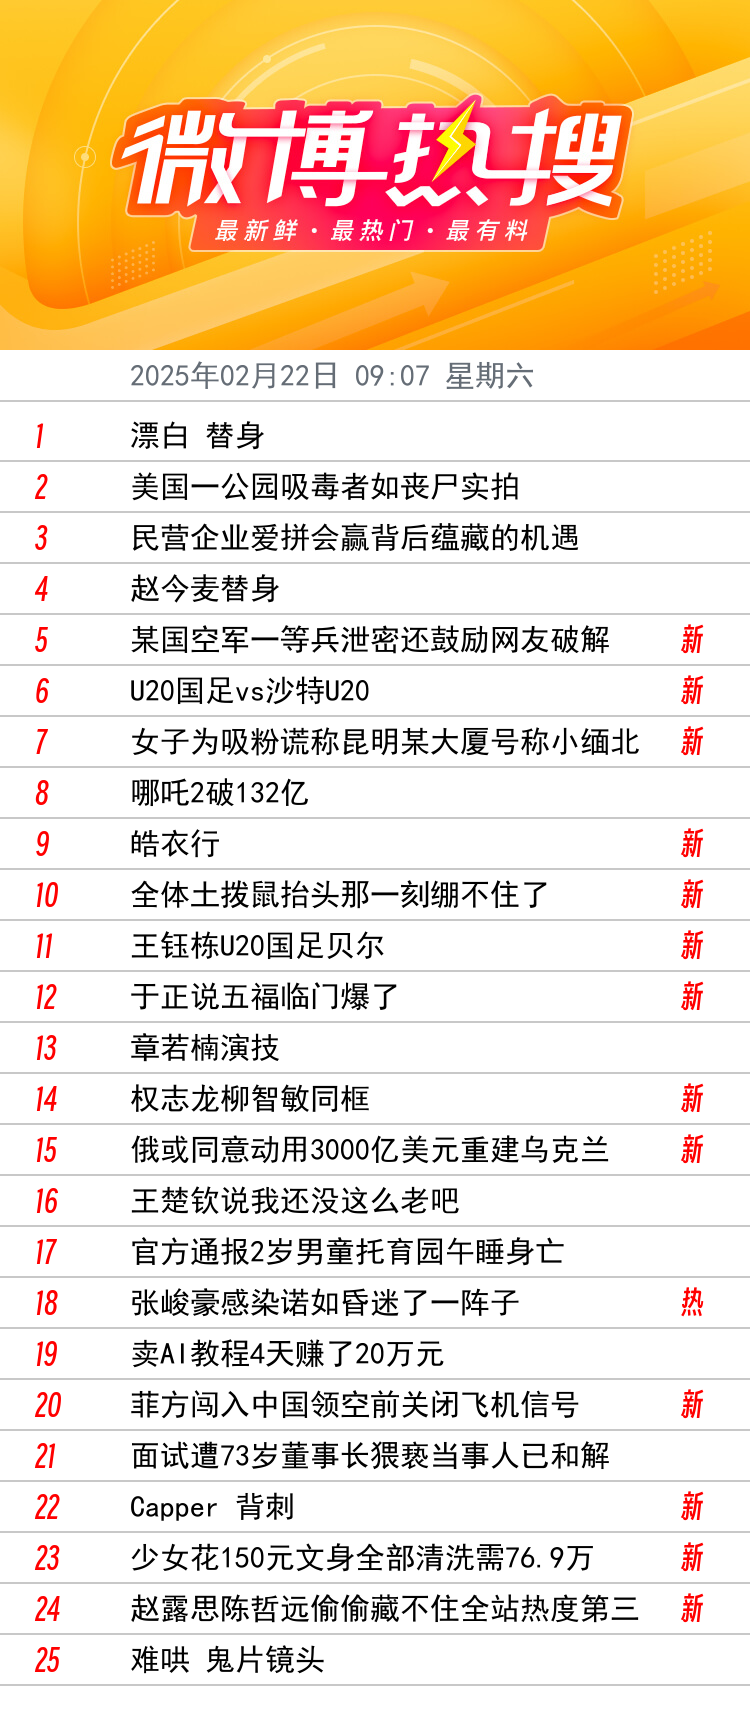 微博热搜
最新鲜·最热门·最有料
2025年02月22日 09:07 星期六
1 漂白 替身
2 美国一公园吸毒者如丧尸实拍
3 民营企业爱拼会赢背后蕴藏的机遇
4 赵今麦替身
5 某国空军一等兵泄密还鼓励网友破解 新
6 U20国足vs沙特U20 新
7 女子为吸粉谎称昆明某大厦号称小缅北 新
8 哪吒2破132亿
9 皓衣行 新
10 全体土拨鼠抬头那一刻绷不住了 新
11 王钰栋U20国足贝尔 新
12 于正说五福临门爆了 新
13 章若楠演技
14 权志龙柳智敏同框 新
15 俄或同意动用3000亿美元重建乌克兰 新
16 王楚钦说我还没这么老吧
17 官方通报2岁男童托育园午睡身亡
18 张峻豪感染诺如昏迷了一阵子 热
19 卖AI教程4天赚了20万元
20 菲方闯入中国领空前关闭飞机信号 新
21 面试遭73岁董事长猥亵当事人已和解
22 Capper 背刺 新
23 少女花150元文身全部清洗需76.9万 新
24 赵露思陈哲远偷偷藏不住全站热度第三 新
25 难哄 鬼片镜头